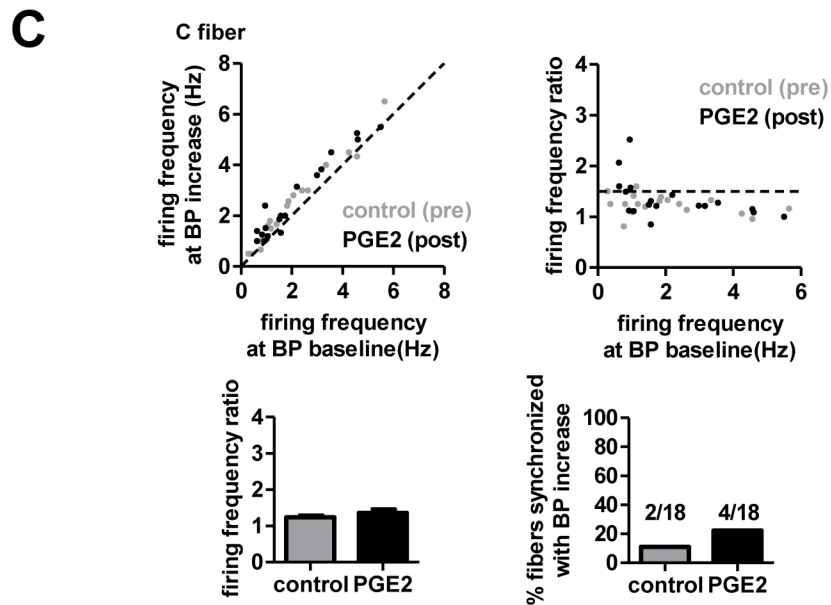 C
C fiber
firing frequency
at BP increase (Hz)
8
6
4
2
0
control (pre)
PGE2 (post)
0 2 4 6 8
firing frequency
at BP baseline(Hz)
firing frequency ratio
4
3
2
1
0
control (pre)
PGE2 (post)
0 2 4 6
firing frequency
at BP baseline(Hz)
firing frequency ratio
4
3
2
1
0
control PGE2
% fibers synchronized
with BP increase
100
80
60
40
20
0
2/18 4/18
control PGE2